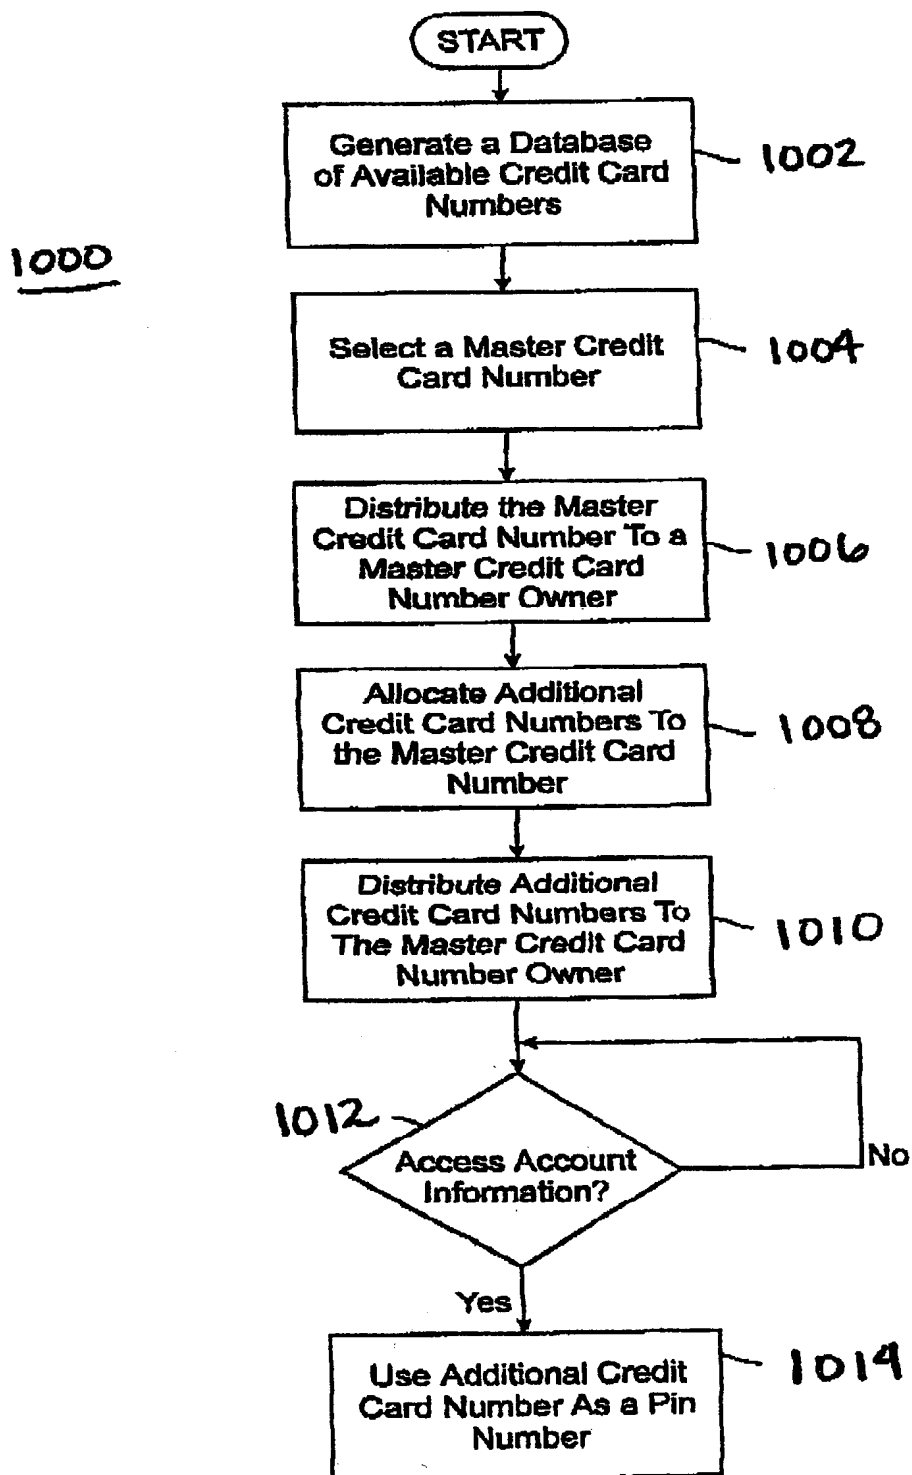 START
Generate a Database
of Available Credit Card
Numbers
1002
1000
Select a Master Credit
Card Number
1004
Distribute the Master
Credit Card Number To a
Master Credit Card
Number Owner
1006
Allocate Additional
Credit Card Numbers To
the Master Credit Card
Number
1008
Distribute Additional
Credit Card Numbers To
The Master Credit Card
Number Owner
1010
1012
Access Account
Information?
No
Yes
Use Additional Credit
Card Number As a Pin
Number
1014